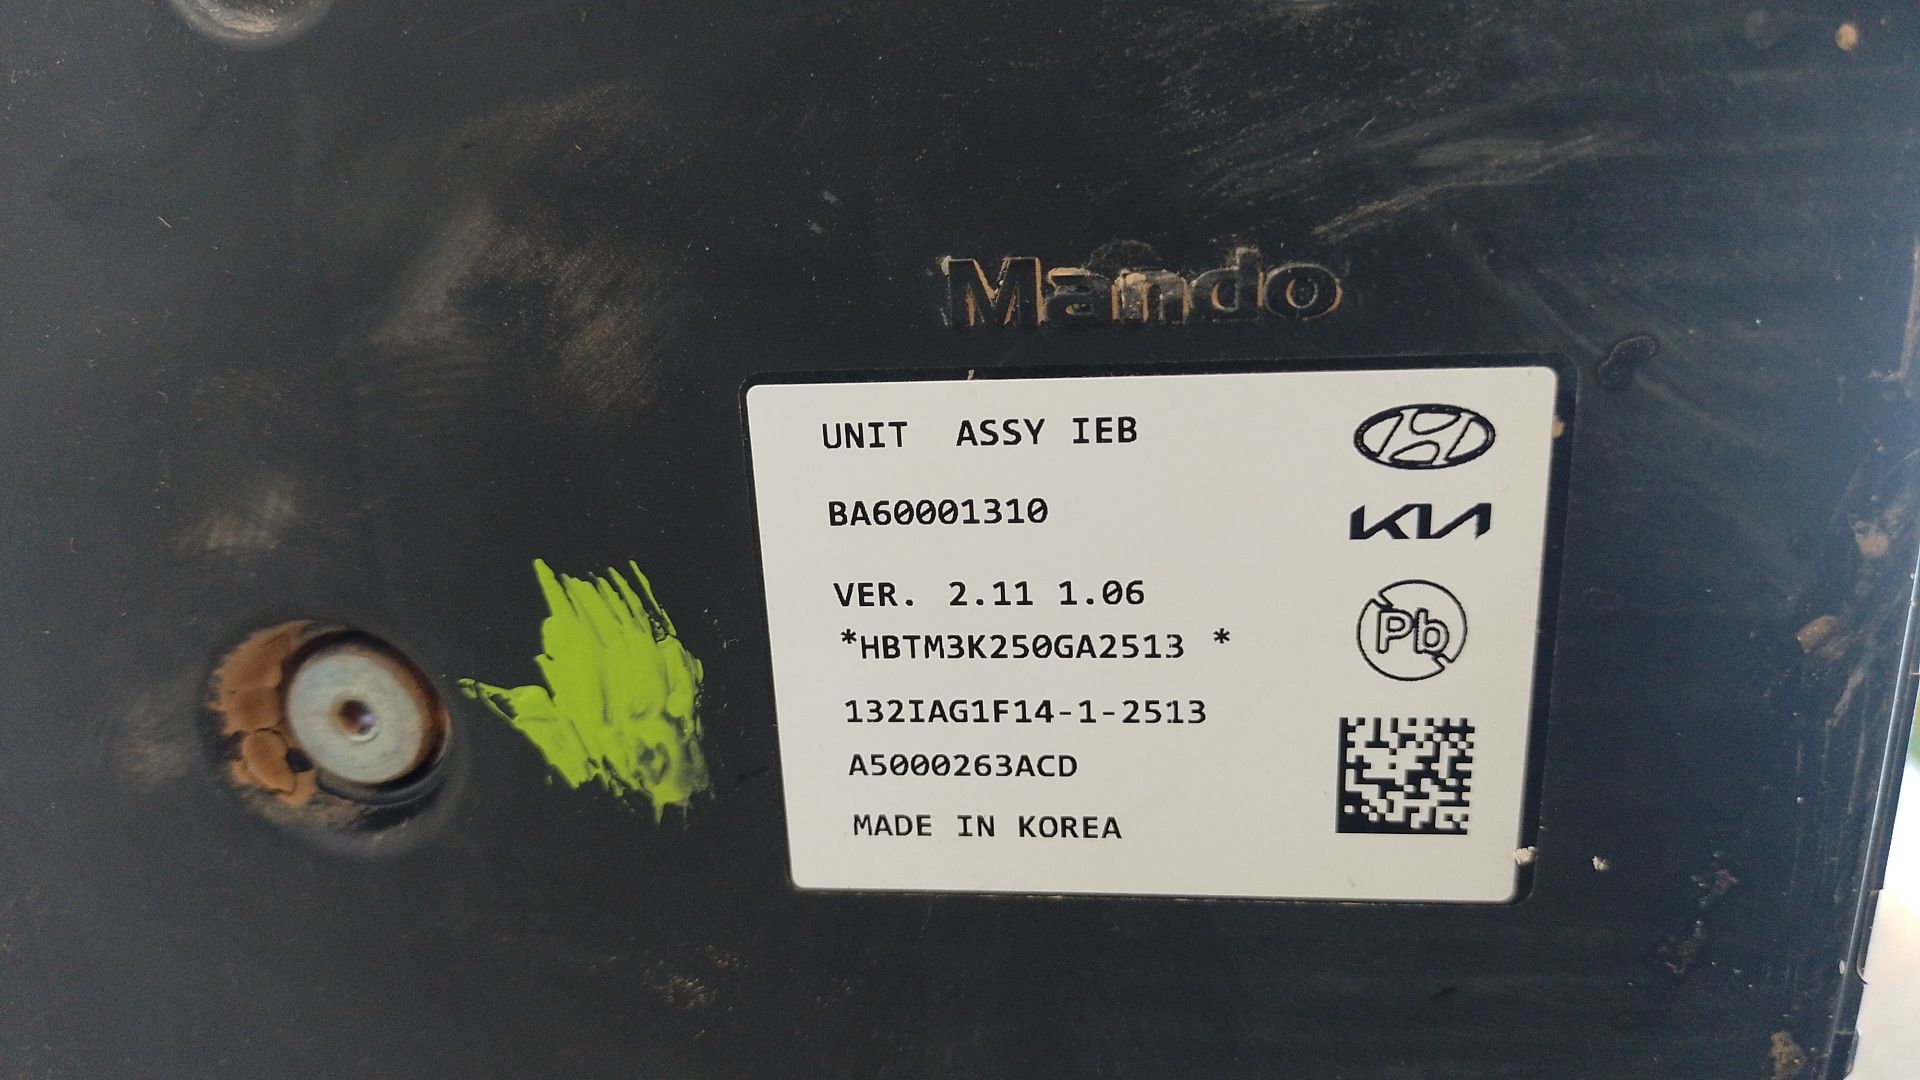 Mando
UNIT ASSY IEB
BA60001310
KIA
VER. 2.11 1.06
Pb
*HBTM3K250GA2513 *
132IAG1F14-1-2513
A5000263ACD
MADE IN KOREA